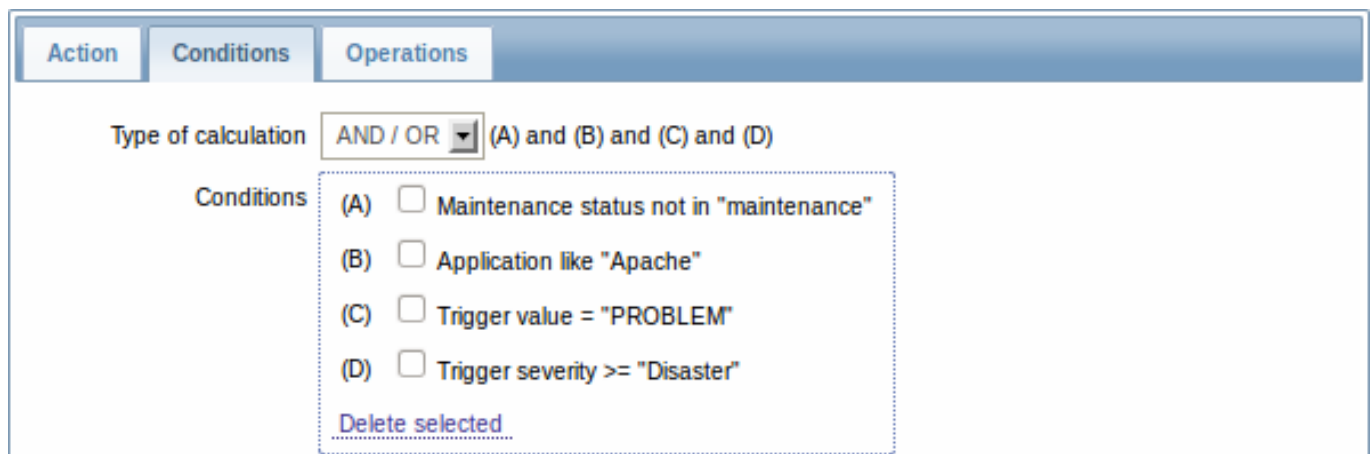 Action Conditions Operations
Type of calculation AND / OR (A) and (B) and (C) and (D)
Conditions (A) Maintenance status not in "maintenance"
(B) Application like "Apache"
(C) Trigger value = "PROBLEM"
(D) Trigger severity >= "Disaster"
Delete selected